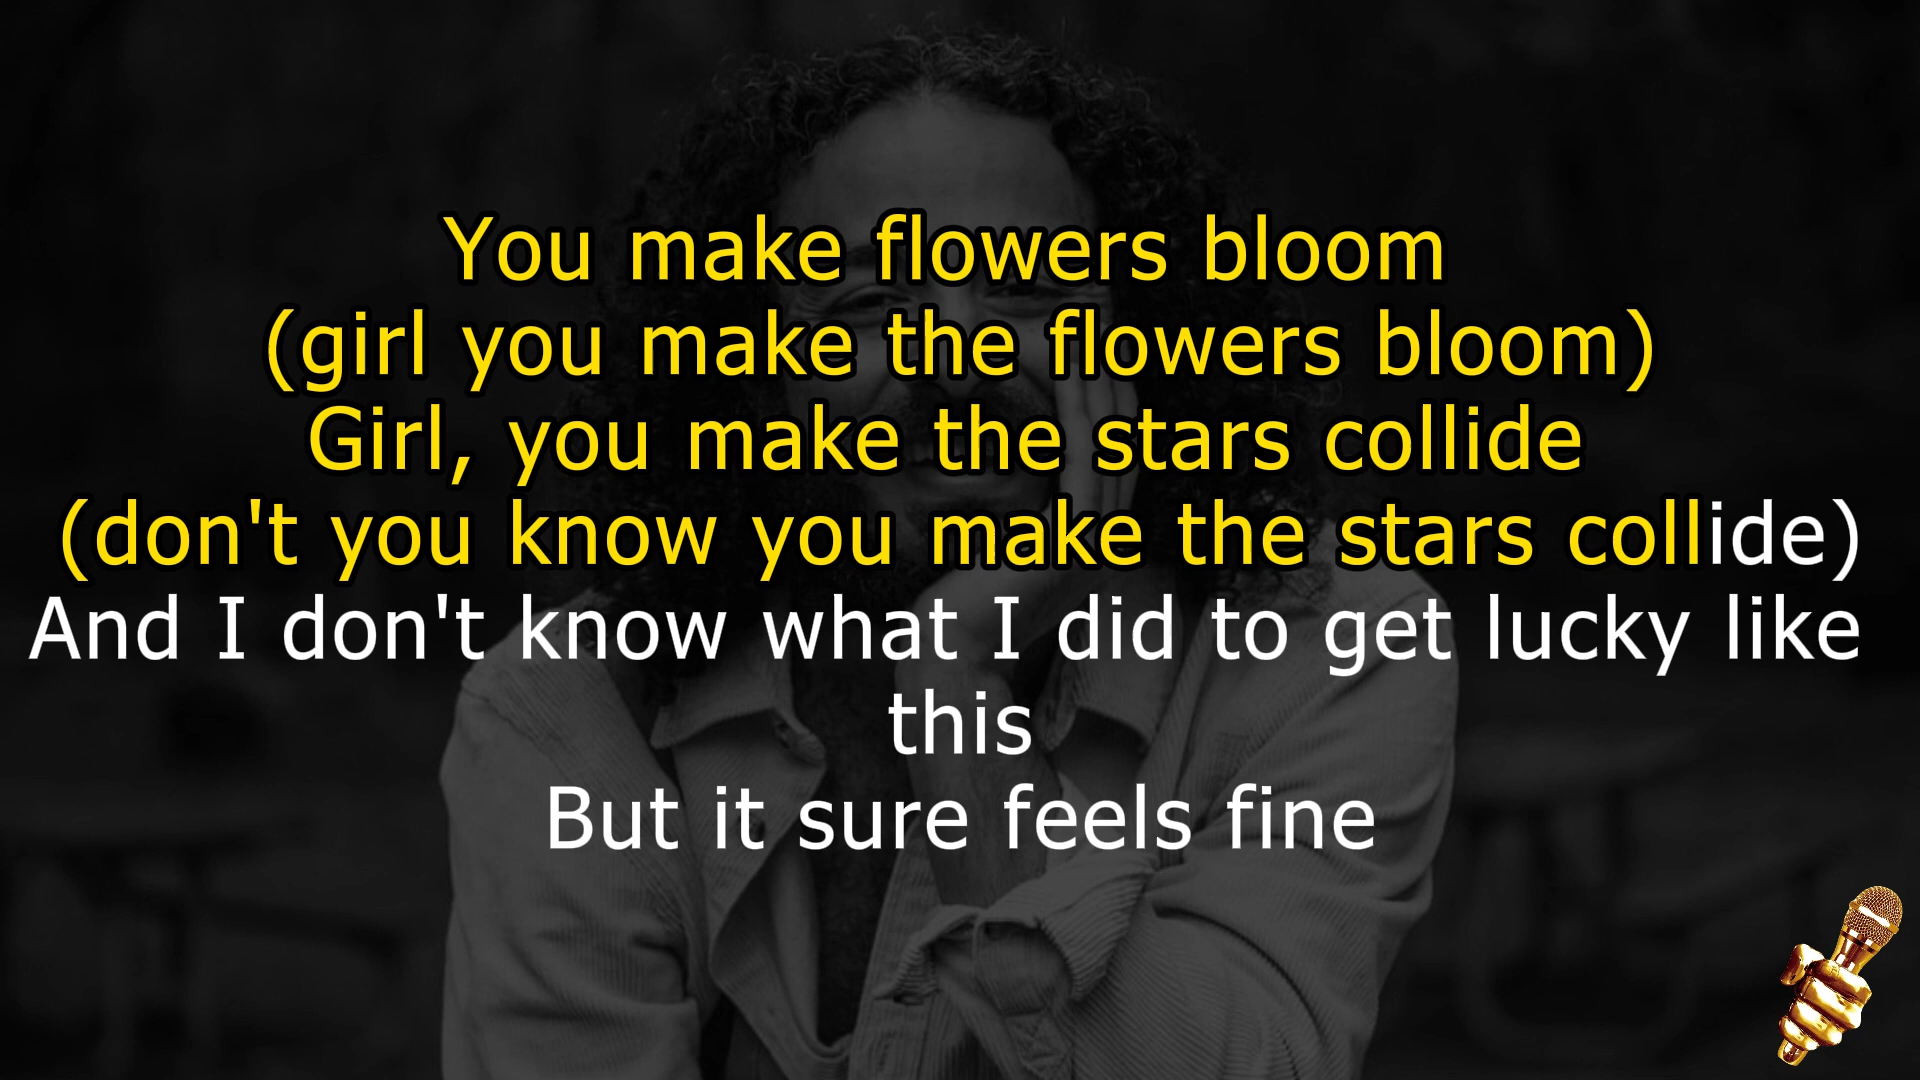 You make flowers bloom
(girl you make the flowers bloom)
Girl, you make the stars collide
(don't you know you make the stars collide)
And I don't know what I did to get lucky like
this
But it sure feels fine